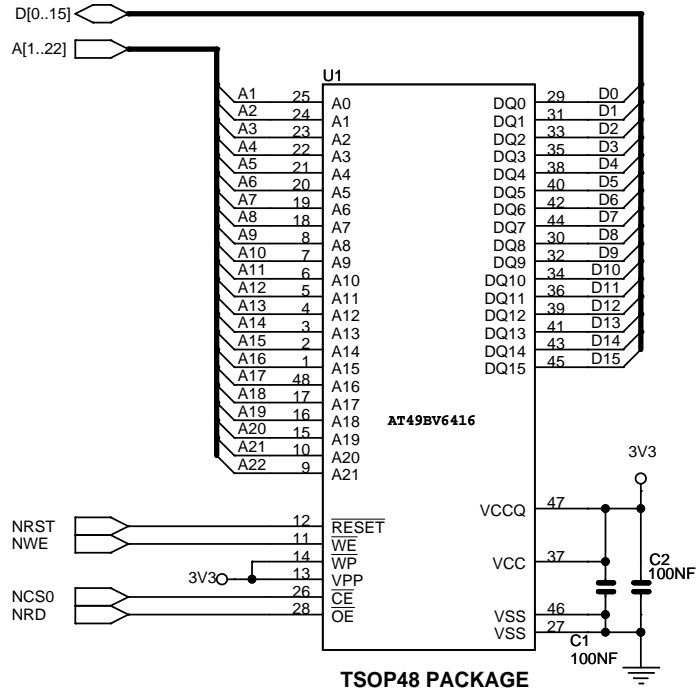 D[0..15]
A[1..22]
U1
A1 25 A0 DQ0 29 D0
A2 24 A1 DQ1 31 D1
A3 23 A2 DQ2 33 D2
A4 22 A3 DQ3 35 D3
A5 21 A4 DQ4 38 D4
A6 20 A5 DQ5 40 D5
A7 19 A6 DQ6 42 D6
A8 18 A7 DQ7 44 D7
A9 8 A8 DQ8 30 D8
A10 7 A9 DQ9 32 D9
A11 6 A10 DQ10 34 D10
A12 5 A11 DQ11 36 D11
A13 4 A12 DQ12 39 D12
A14 3 A13 DQ13 41 D13
A15 2 A14 DQ14 43 D14
A16 1 A15 DQ15 45 D15
A17 48 A16
A18 17 A17
A19 16 A18
A20 15 A19
A21 10 A20
A22 9 A21
AT49BV6416
3V3
VCCQ 47
NRST 12 RESET
NWE 11 WE
14 WP
3V3 13 VPP
NCS0 26 CE
NRD 28 OE
VCC 37
C2
100NF
VSS 46
VSS 27
C1
100NF
TSOP48 PACKAGE